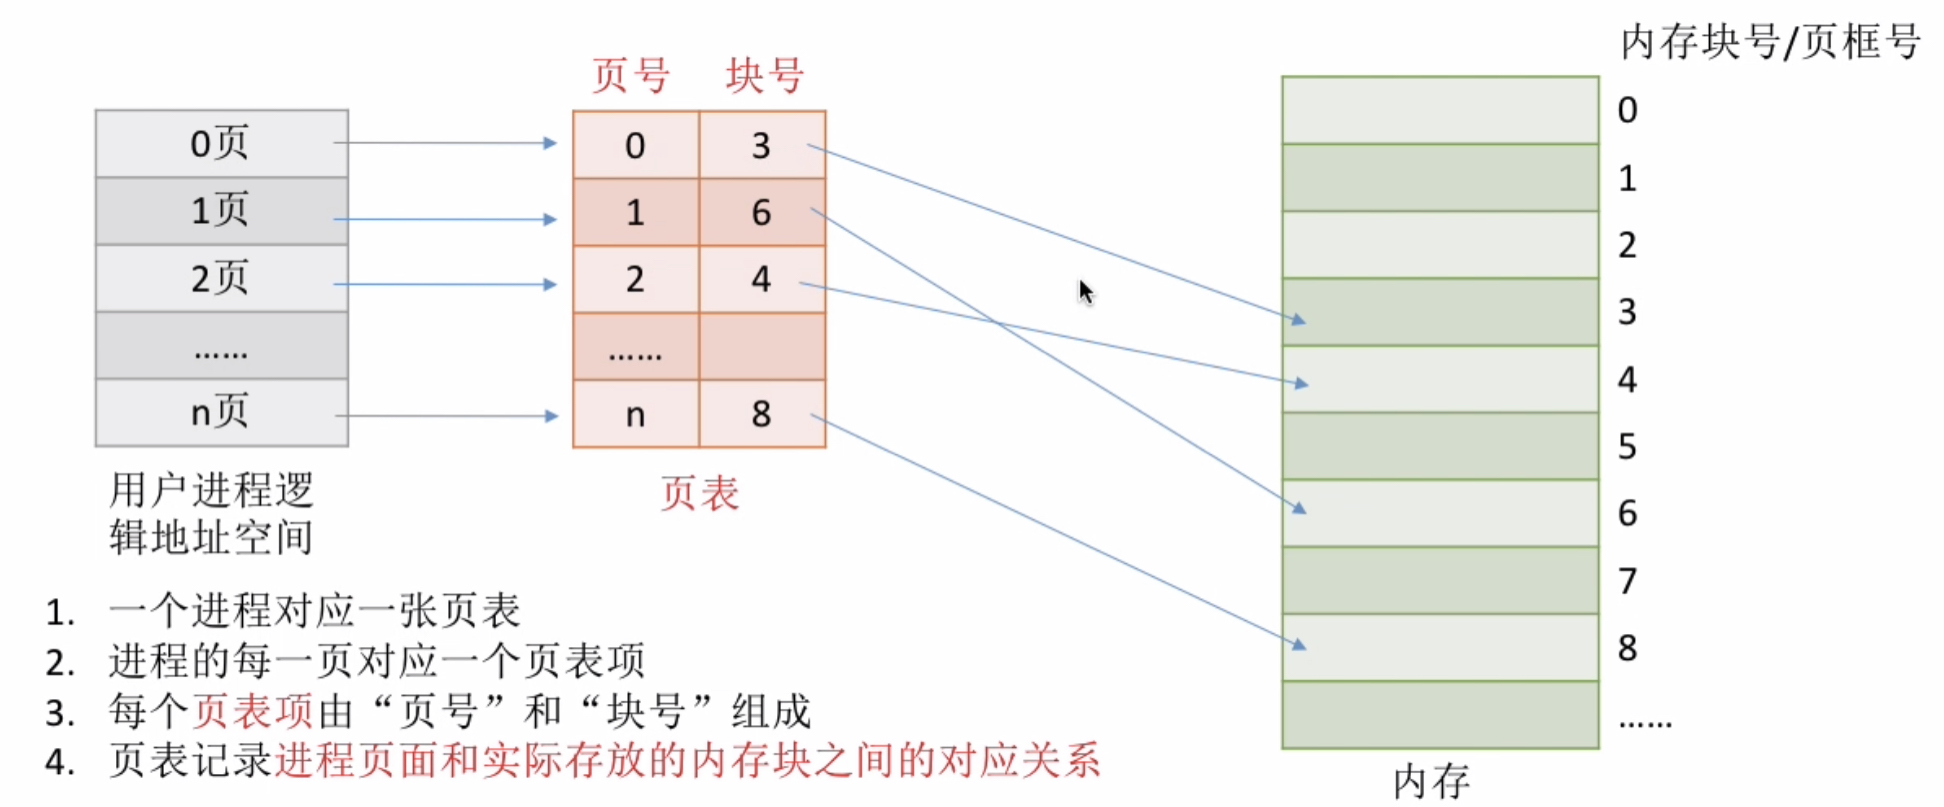 内存块号/页框号
页号 块号
0页
1页
2页
……
n页
用户进程逻
辑地址空间
0 3
1 6
2 4
……
n 8
页表
0
1
2
3
4
5
6
7
8
……
内存
1. 一个进程对应一张页表
2. 进程的每一页对应一个页表项
3. 每个页表项由“页号”和“块号”组成
4. 页表记录进程页面和实际存放的内存块之间的对应关系